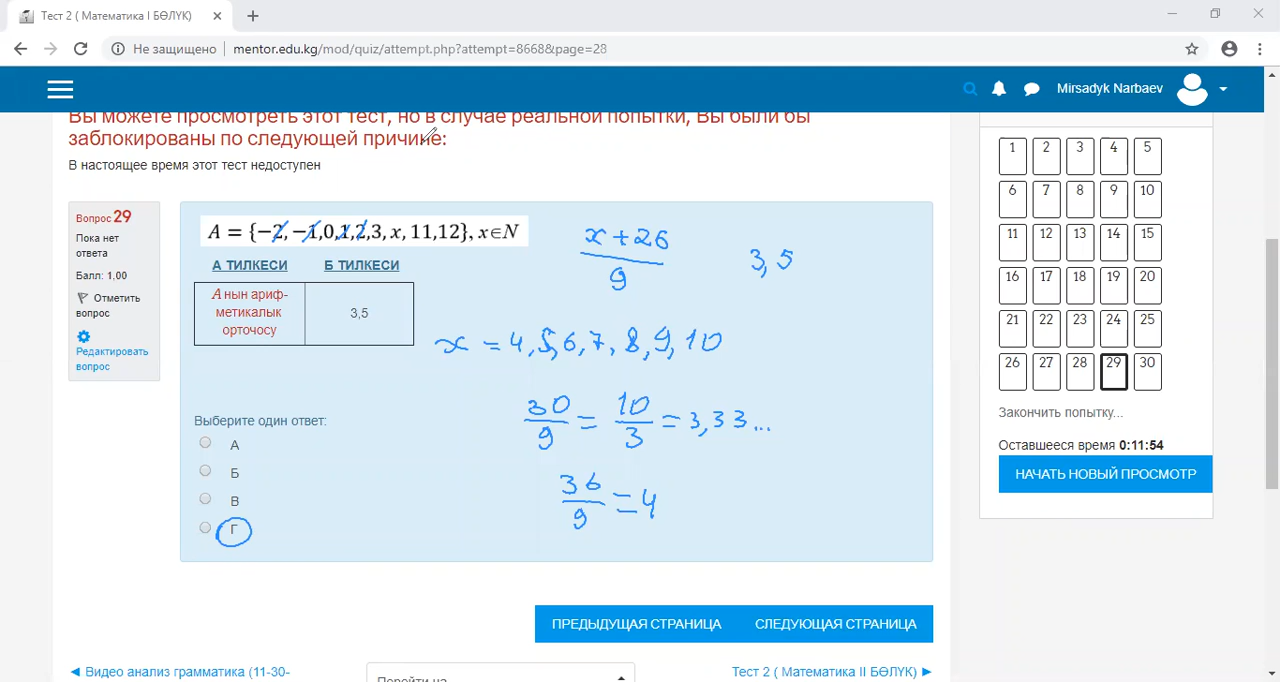 Тест 2 ( Математика I БӨЛҮК)
Не защищено
mentor.edu.kg/mod/quiz/attempt.php?attempt=8668&page=28
Mirsadyk Narbaev
Вы можете просмотреть этот тест, но в случае реальной попытки, Вы были бы
заблокированы по следующей причине:
В настоящее время этот тест недоступен
Вопрос 29
Пока нет
ответа
Балл: 1,00
Отметить
вопрос
Редактировать
вопрос
A = {−2, −1,0,1,2,3, x, 11,12}, x∈N
А ТИЛКЕСИ
Б ТИЛКЕСИ
А нын ариф-
метикалык
орточосу
3,5
x + 26
9
3,5
x = 4,5,6,7,8,9,10
30/9 = 10/3 = 3,33...
36/9 = 4
Выберите один ответ:
А
Б
В
Г
ПРЕДЫДУЩАЯ СТРАНИЦА
СЛЕДУЮЩАЯ СТРАНИЦА
◄ Видео анализ грамматика (11-30-
Перейти на...
Тест 2 ( Математика II БӨЛҮК) ►
1 2 3 4 5
6 7 8 9 10
11 12 13 14 15
16 17 18 19 20
21 22 23 24 25
26 27 28 29 30
Закончить попытку...
Оставшееся время 0:11:54
НАЧАТЬ НОВЫЙ ПРОСМОТР